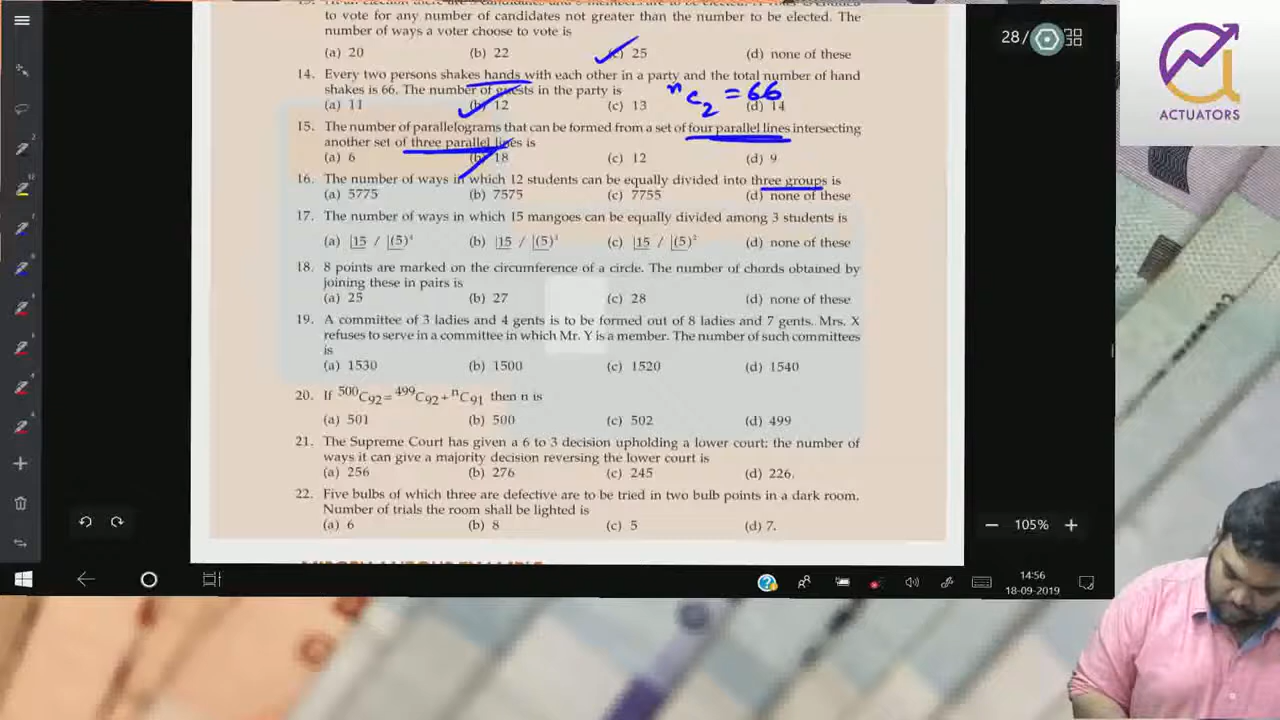 to vote for any number of candidates not greater than the number to be elected. The
number of ways a voter choose to vote is
(a) 20 (b) 22 (c) 25 (d) none of these
14. Every two persons shakes hands with each other in a party and the total number of hand
shakes is 66. The number of guests in the party is
ⁿC₂ = 66
(a) 11 (b) 12 (c) 13 (d) 14
15. The number of parallelograms that can be formed from a set of four parallel lines intersecting
another set of three parallel lines is
(a) 6 (b) 18 (c) 12 (d) 9
16. The number of ways in which 12 students can be equally divided into three groups is
(a) 5775 (b) 7575 (c) 7755 (d) none of these
17. The number of ways in which 15 mangoes can be equally divided among 3 students is
(a) |15 / |(5)⁴ (b) |15 / |(5)³ (c) |15 / |(5)² (d) none of these
18. 8 points are marked on the circumference of a circle. The number of chords obtained by
joining these in pairs is
(a) 25 (b) 27 (c) 28 (d) none of these
19. A committee of 3 ladies and 4 gents is to be formed out of 8 ladies and 7 gents. Mrs. X
refuses to serve in a committee in which Mr. Y is a member. The number of such committees
is
(a) 1530 (b) 1500 (c) 1520 (d) 1540
20. If ⁵⁰⁰C₉₂ = ⁴⁹⁹C₉₂ + ⁿC₉₁ then n is
(a) 501 (b) 500 (c) 502 (d) 499
21. The Supreme Court has given a 6 to 3 decision upholding a lower court; the number of
ways it can give a majority decision reversing the lower court is
(a) 256 (b) 276 (c) 245 (d) 226.
22. Five bulbs of which three are defective are to be tried in two bulb points in a dark room.
Number of trials the room shall be lighted is
(a) 6 (b) 8 (c) 5 (d) 7.
28/
ACTUATORS
105%
14:56
18-09-2019